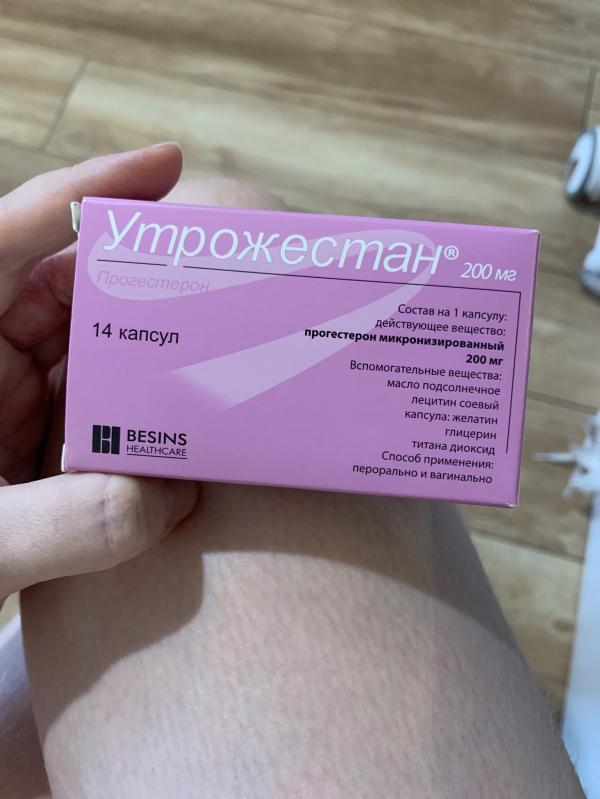 Утрожестан® 200 мг
Прогестерон
14 капсул
Состав на 1 капсулу:
действующее вещество:
прогестерон микронизированный
200 мг
Вспомогательные вещества:
масло подсолнечное
лецитин соевый
капсула: желатин
глицерин
титана диоксид
Способ применения:
перорально и вагинально
BESINS
HEALTHCARE